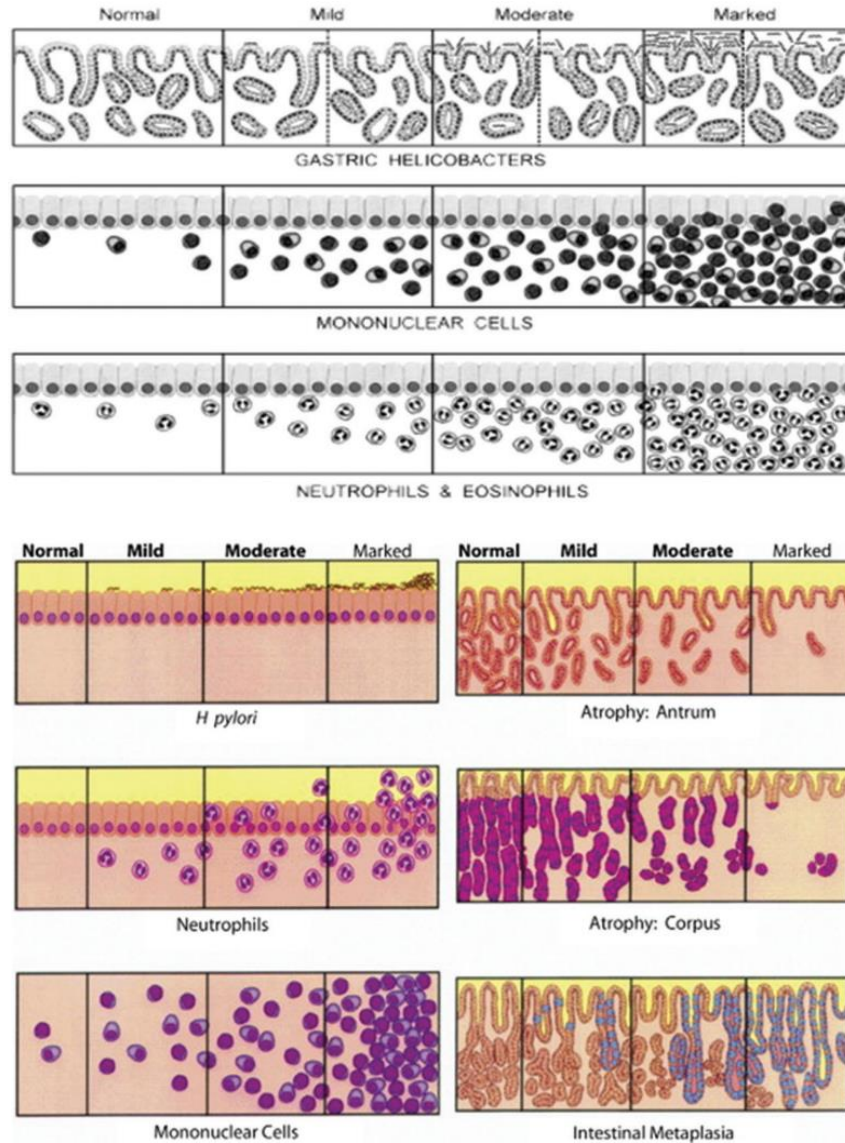 Normal Mild Moderate Marked
GASTRIC HELICOBACTERS
MONONUCLEAR CELLS
NEUTROPHILS & EOSINOPHILS
Normal Mild Moderate Marked
H pylori
Neutrophils
Mononuclear Cells
Normal Mild Moderate Marked
Atrophy: Antrum
Atrophy: Corpus
Intestinal Metaplasia